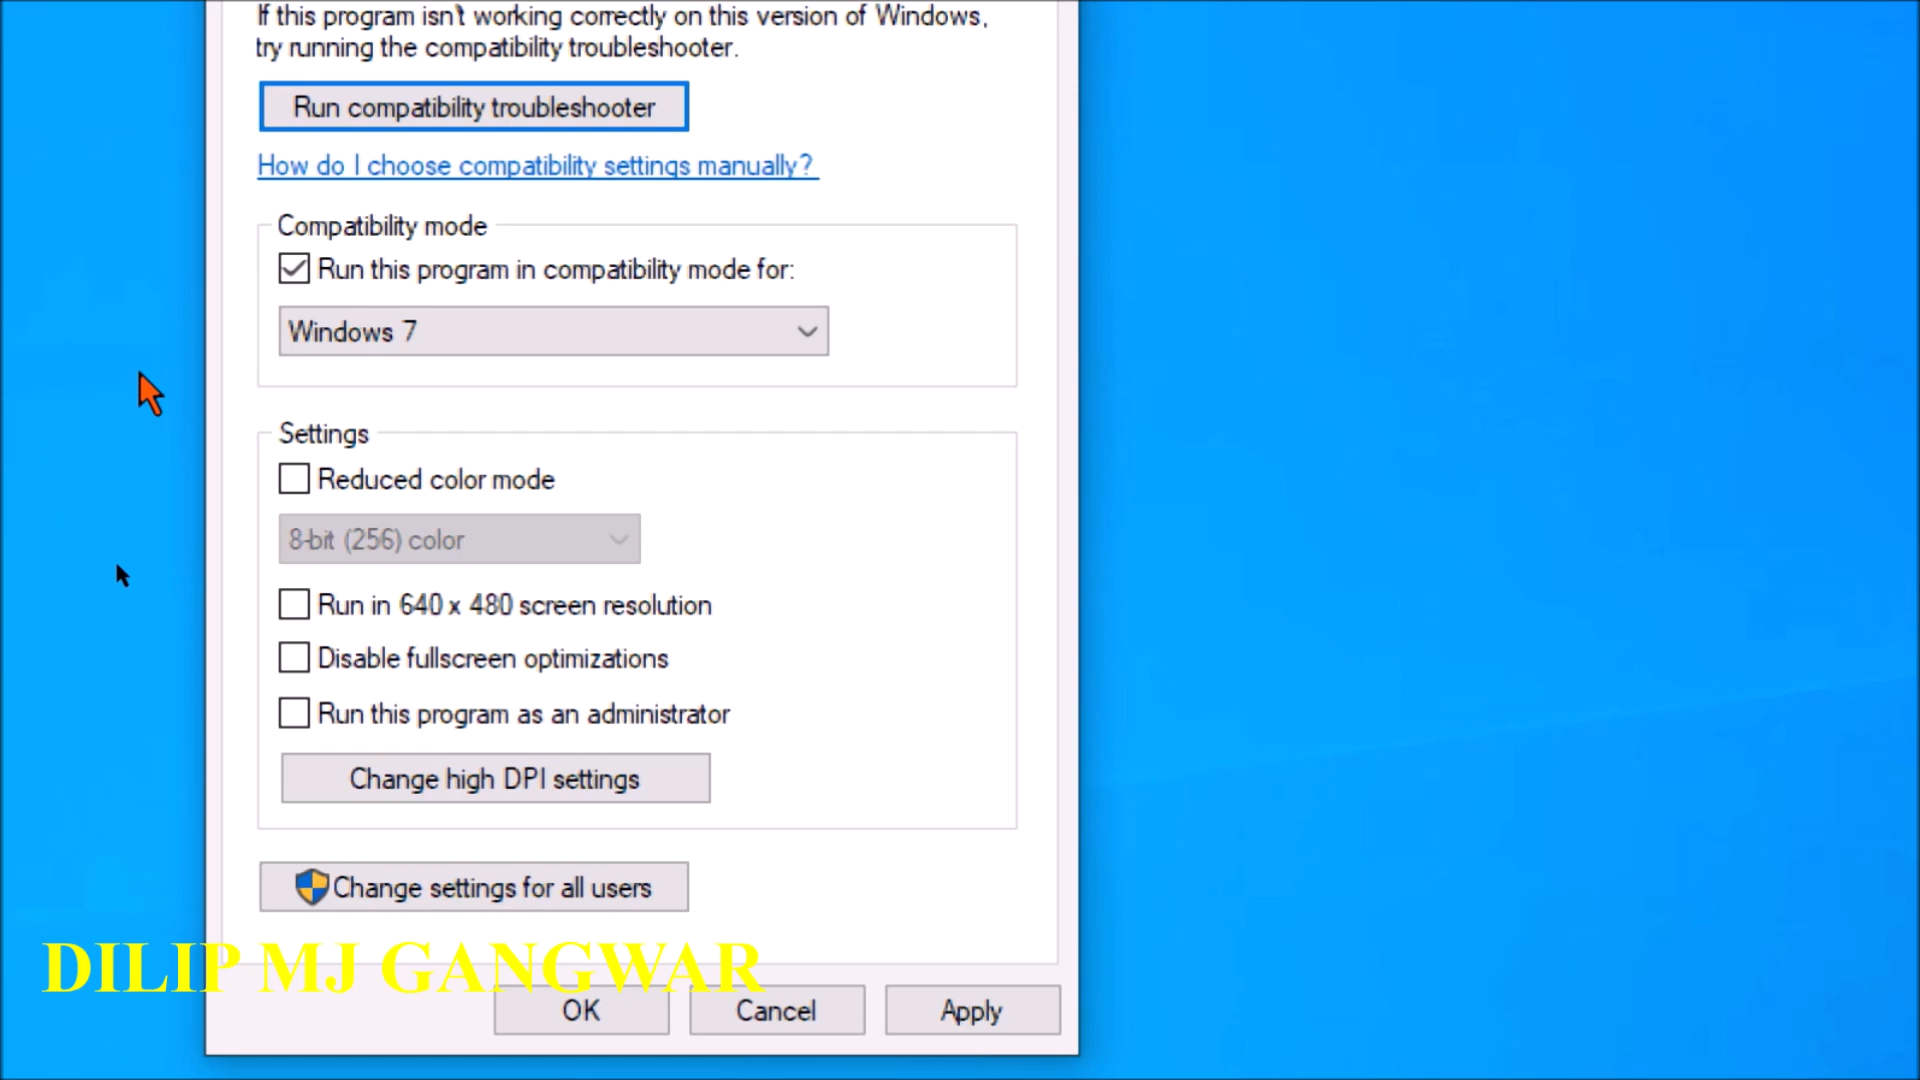 If this program isn't working correctly on this version of Windows,
try running the compatibility troubleshooter.
Run compatibility troubleshooter
How do I choose compatibility settings manually?
Compatibility mode
Run this program in compatibility mode for:
Windows 7
Settings
Reduced color mode
8-bit (256) color
Run in 640 x 480 screen resolution
Disable fullscreen optimizations
Run this program as an administrator
Change high DPI settings
Change settings for all users
DILIP MJ GANGWAR
OK Cancel Apply